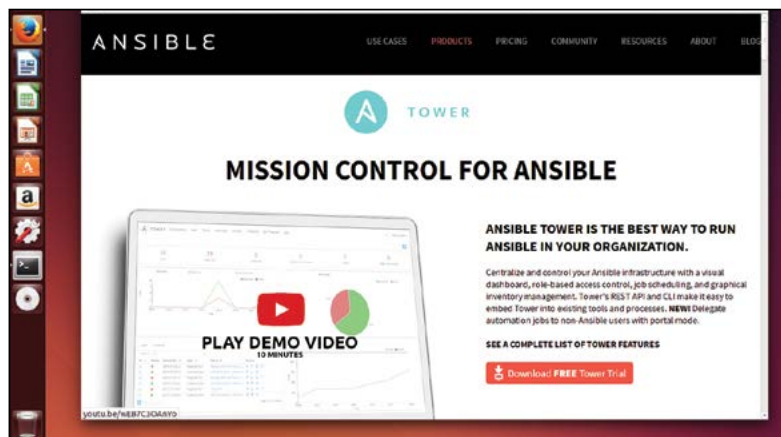 ANSIBLE
USE CASES PRODUCTS PRICING COMMUNITY RESOURCES ABOUT BLOG
A TOWER
MISSION CONTROL FOR ANSIBLE
ANSIBLE TOWER IS THE BEST WAY TO RUN
ANSIBLE IN YOUR ORGANIZATION.
Centralize and control your Ansible infrastructure with a visual
dashboard, role-based access control, job scheduling, and graphical
inventory management. Tower's REST API and CLI make it easy to
embed Tower into existing tools and processes. NEW! Delegate
automation jobs to non-Ansible users with portal mode.
SEE A COMPLETE LIST OF TOWER FEATURES
Download FREE Tower Trial
PLAY DEMO VIDEO
10 MINUTES
a